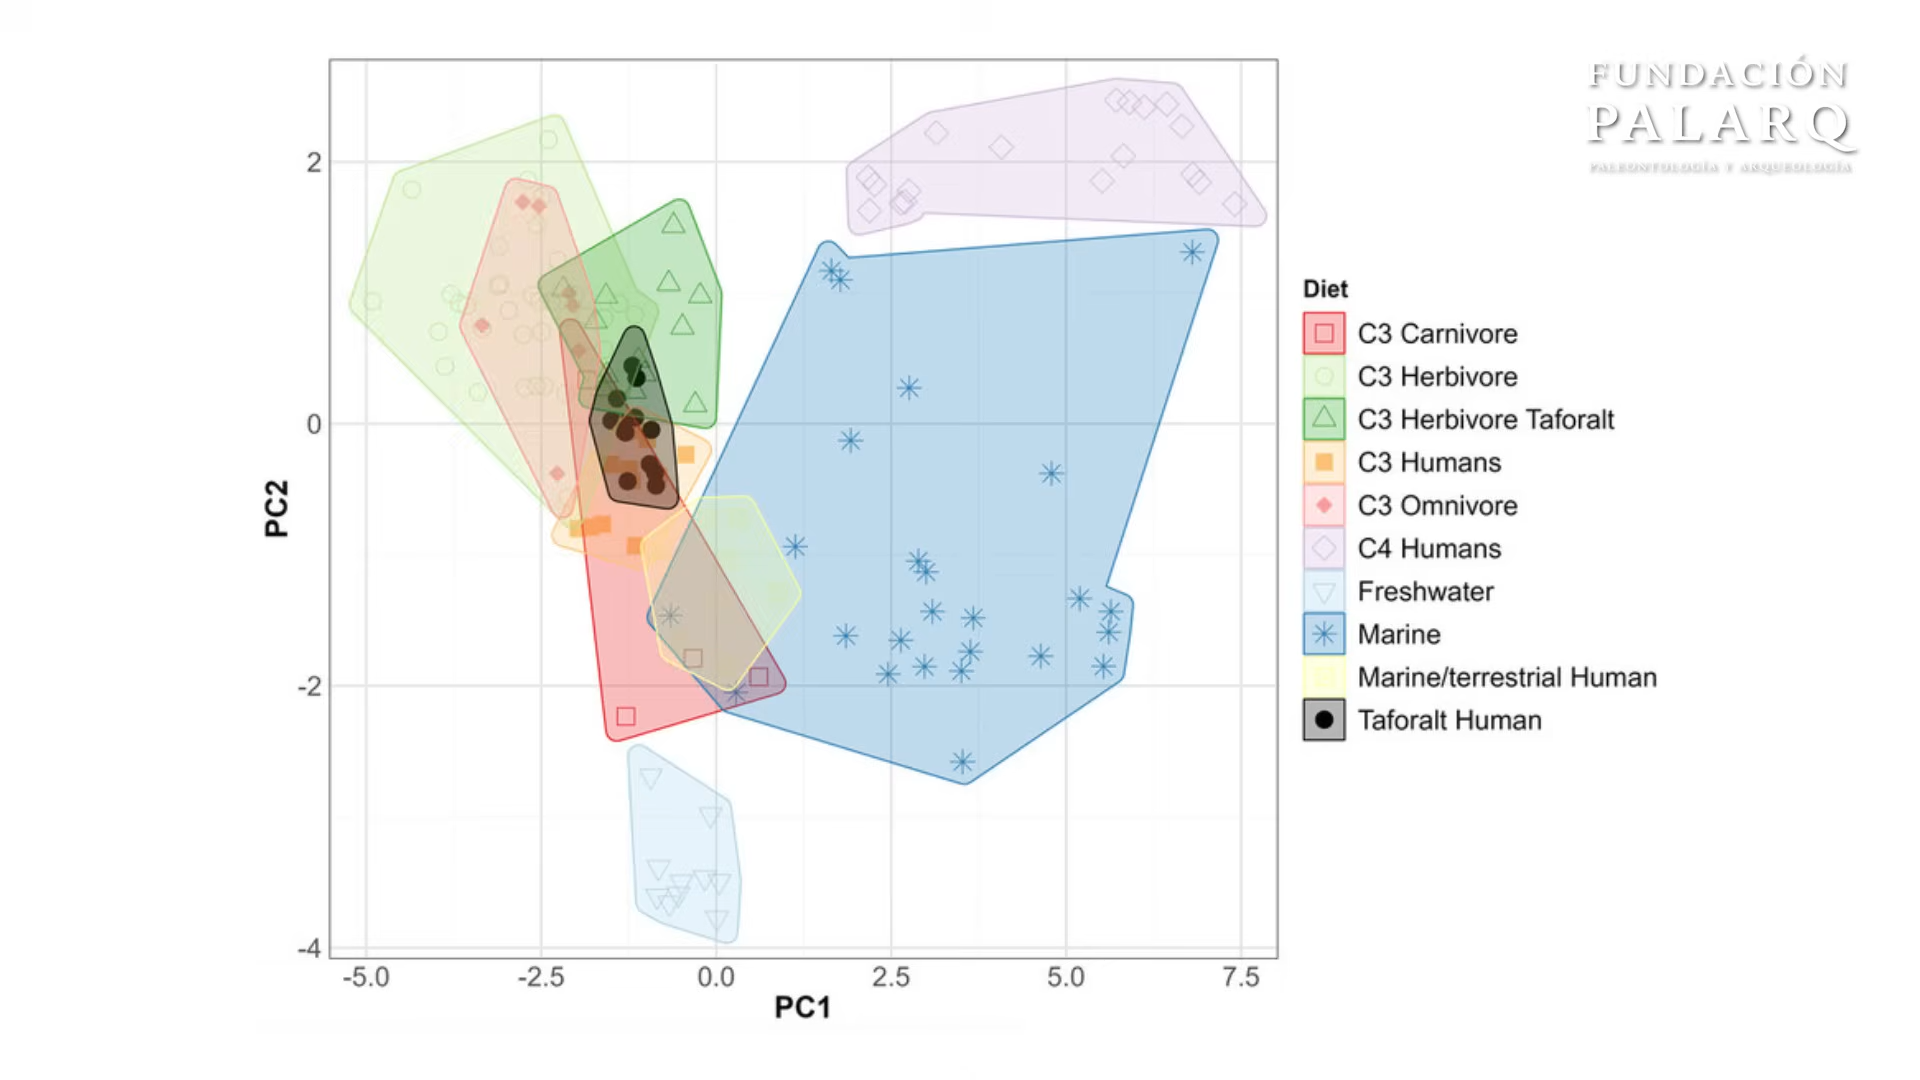 FUNDACIÓN
PALARQ
PALEONTOLOGÍA Y ARQUEOLOGÍA
2
0
-2
-4
PC2
-5.0 -2.5 0.0 2.5 5.0 7.5
PC1
Diet
C3 Carnivore
C3 Herbivore
C3 Herbivore Taforalt
C3 Humans
C3 Omnivore
C4 Humans
Freshwater
Marine
Marine/terrestrial Human
Taforalt Human